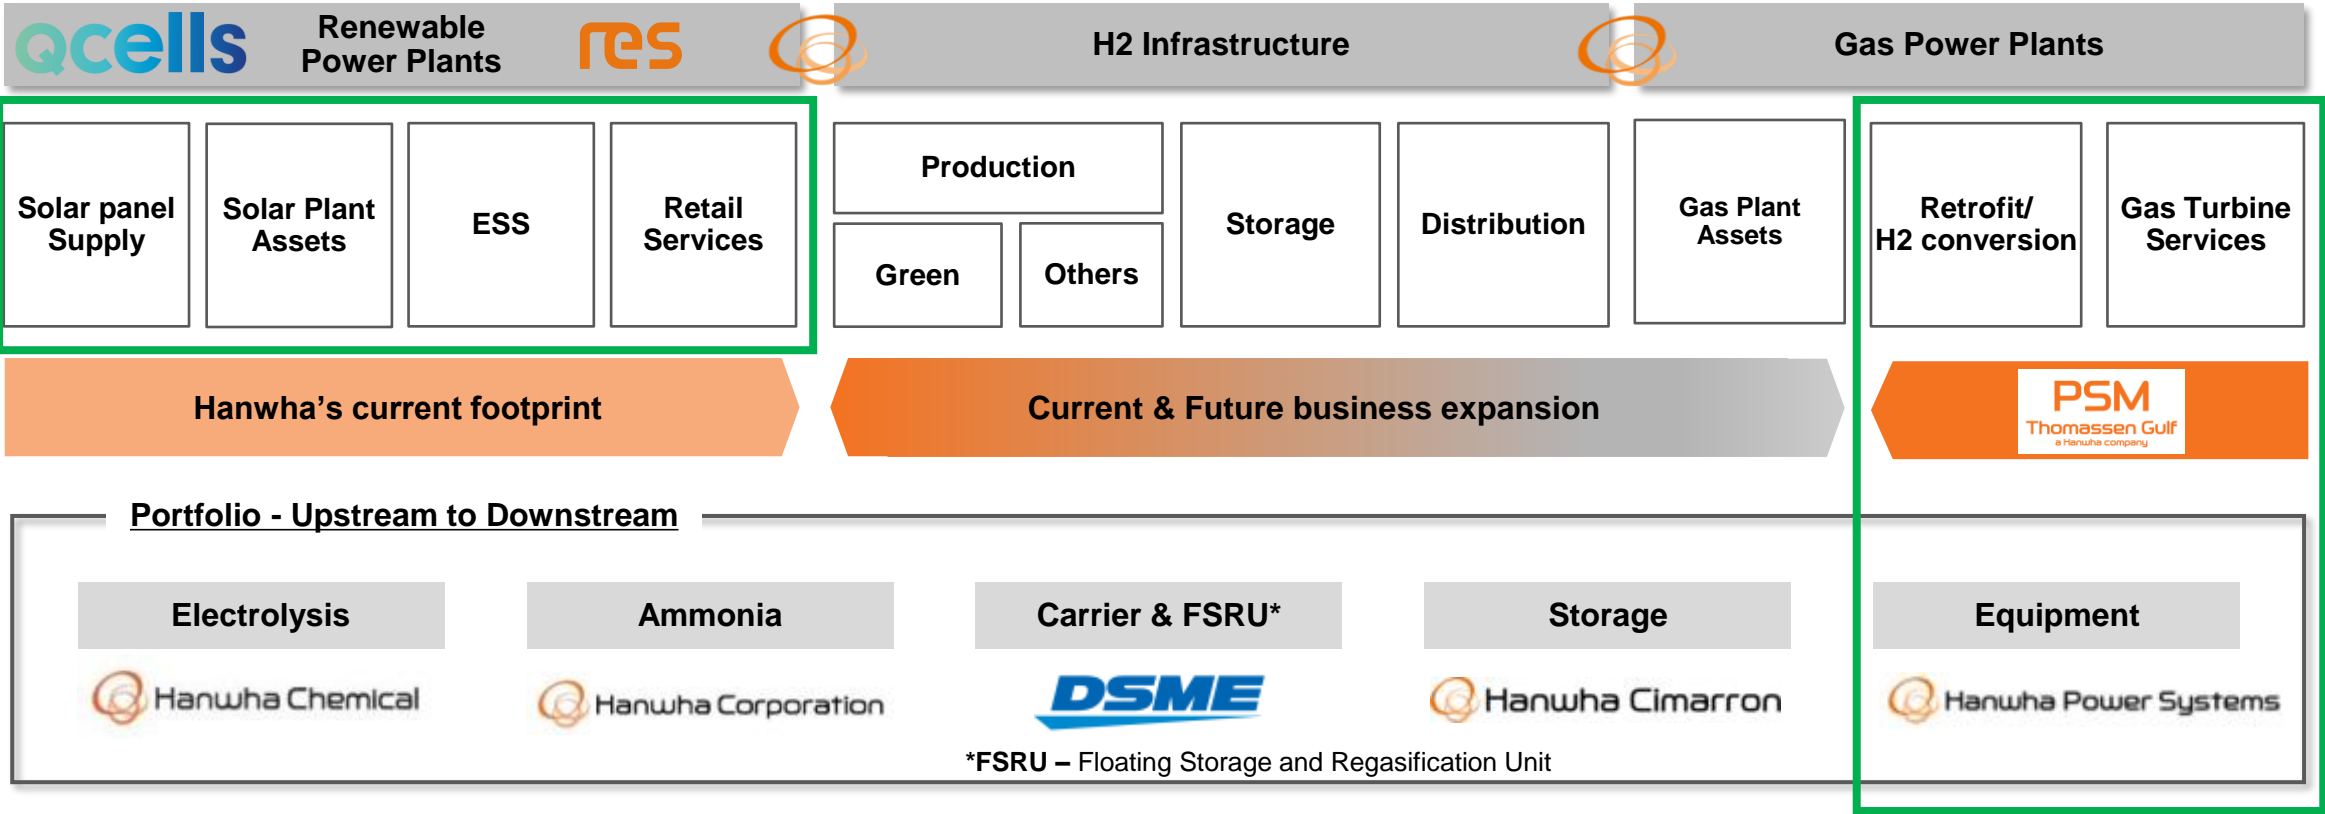 Qcells
Renewable
Power Plants
res
H2 Infrastructure
Gas Power Plants
Solar panel
Supply
Solar Plant
Assets
ESS
Retail
Services
Production
Green
Others
Storage
Distribution
Gas Plant
Assets
Retrofit/
H2 conversion
Gas Turbine
Services
Hanwha’s current footprint
Current & Future business expansion
PSM
Thomassen Gulf
a Hanwha company
Portfolio - Upstream to Downstream
Electrolysis
Hanwha Chemical
Ammonia
Hanwha Corporation
Carrier & FSRU*
DSME
Storage
Hanwha Cimarron
Equipment
Hanwha Power Systems
*FSRU – Floating Storage and Regasification Unit